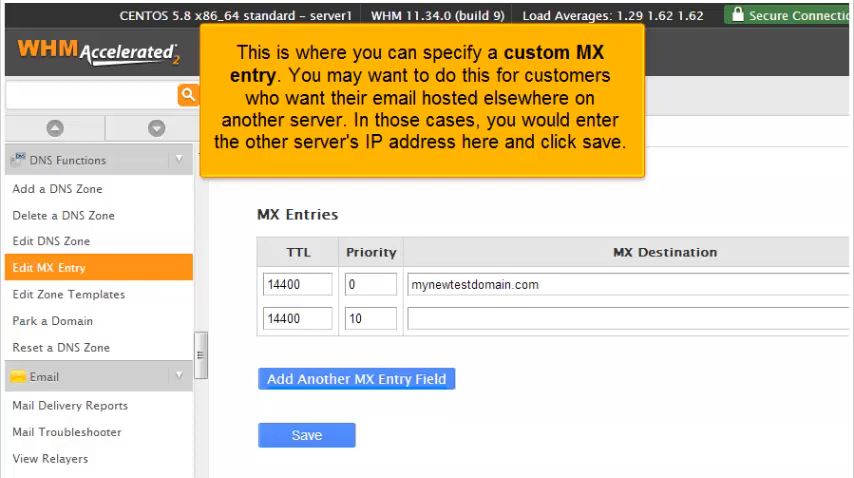 CENTOS 5.8 x86_64 standard – server1 WHM 11.34.0 (build 9) Load Averages: 1.29 1.62 1.62 Secure Connectio
WHM Accelerated 2
This is where you can specify a custom MX
entry. You may want to do this for customers
who want their email hosted elsewhere on
another server. In those cases, you would enter
the other server's IP address here and click save.
DNS Functions
Add a DNS Zone
Delete a DNS Zone
Edit DNS Zone
Edit MX Entry
Edit Zone Templates
Park a Domain
Reset a DNS Zone
Email
Mail Delivery Reports
Mail Troubleshooter
View Relayers
MX Entries
TTL Priority MX Destination
14400 0 mynewtestdomain.com
14400 10
Add Another MX Entry Field
Save